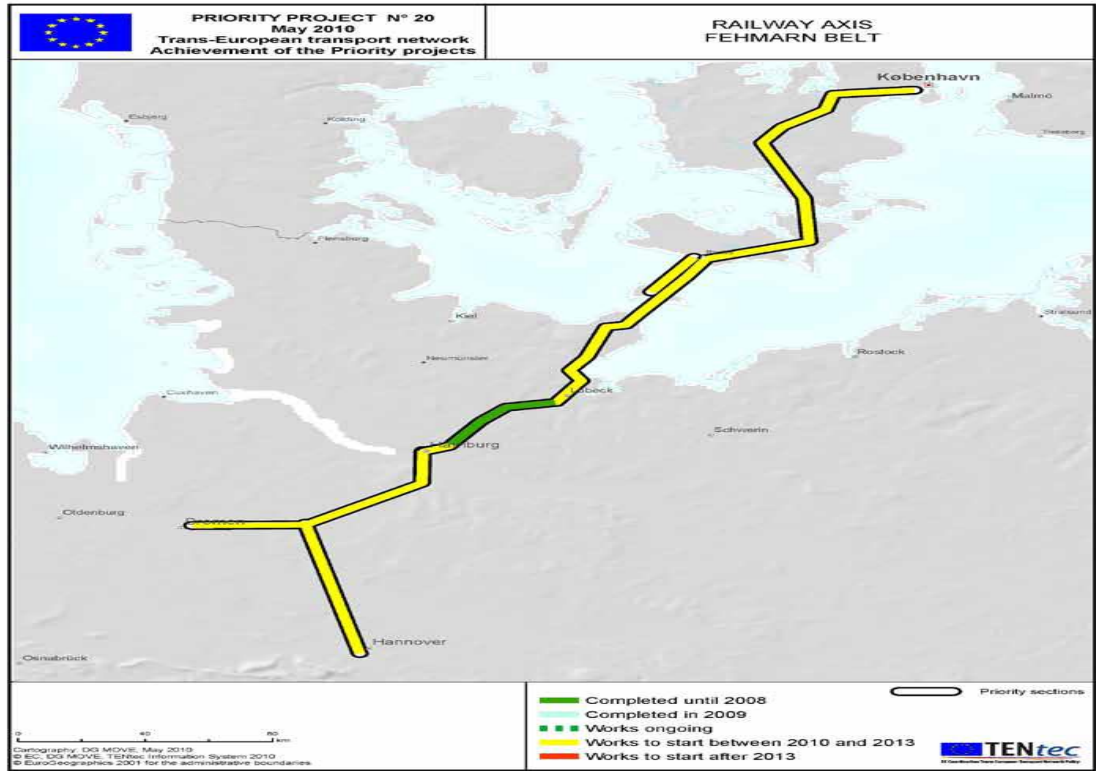 PRIORITY PROJECT N° 20
May 2010
Trans-European transport network
Achievement of the Priority projects
RAILWAY AXIS
FEHMARN BELT
København
Malmö
Esbjerg
Kolding
Flensburg
Kiel
Stralsund
Neumünster
Rostock
Cuxhaven
Lübeck
Schwerin
Wilhelmshaven
Hamburg
Oldenburg
Bremen
Hannover
Osnabrück
Completed until 2008
Priority sections
Completed in 2009
Works ongoing
Works to start between 2010 and 2013
Works to start after 2013
0 40 80
km
Cartography: DG MOVE, May 2010
© EC, DG MOVE, TENtec Information System 2010
© EuroGeographics 2001 for the administrative boundaries
TENtec